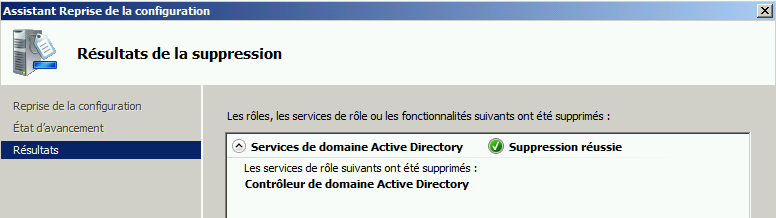 Assistant Reprise de la configuration
Résultats de la suppression
Reprise de la configuration
État d'avancement
Résultats
Les rôles, les services de rôle ou les fonctionnalités suivants ont été supprimés :
Services de domaine Active Directory
Suppression réussie
Les services de rôle suivants ont été supprimés :
Contrôleur de domaine Active Directory